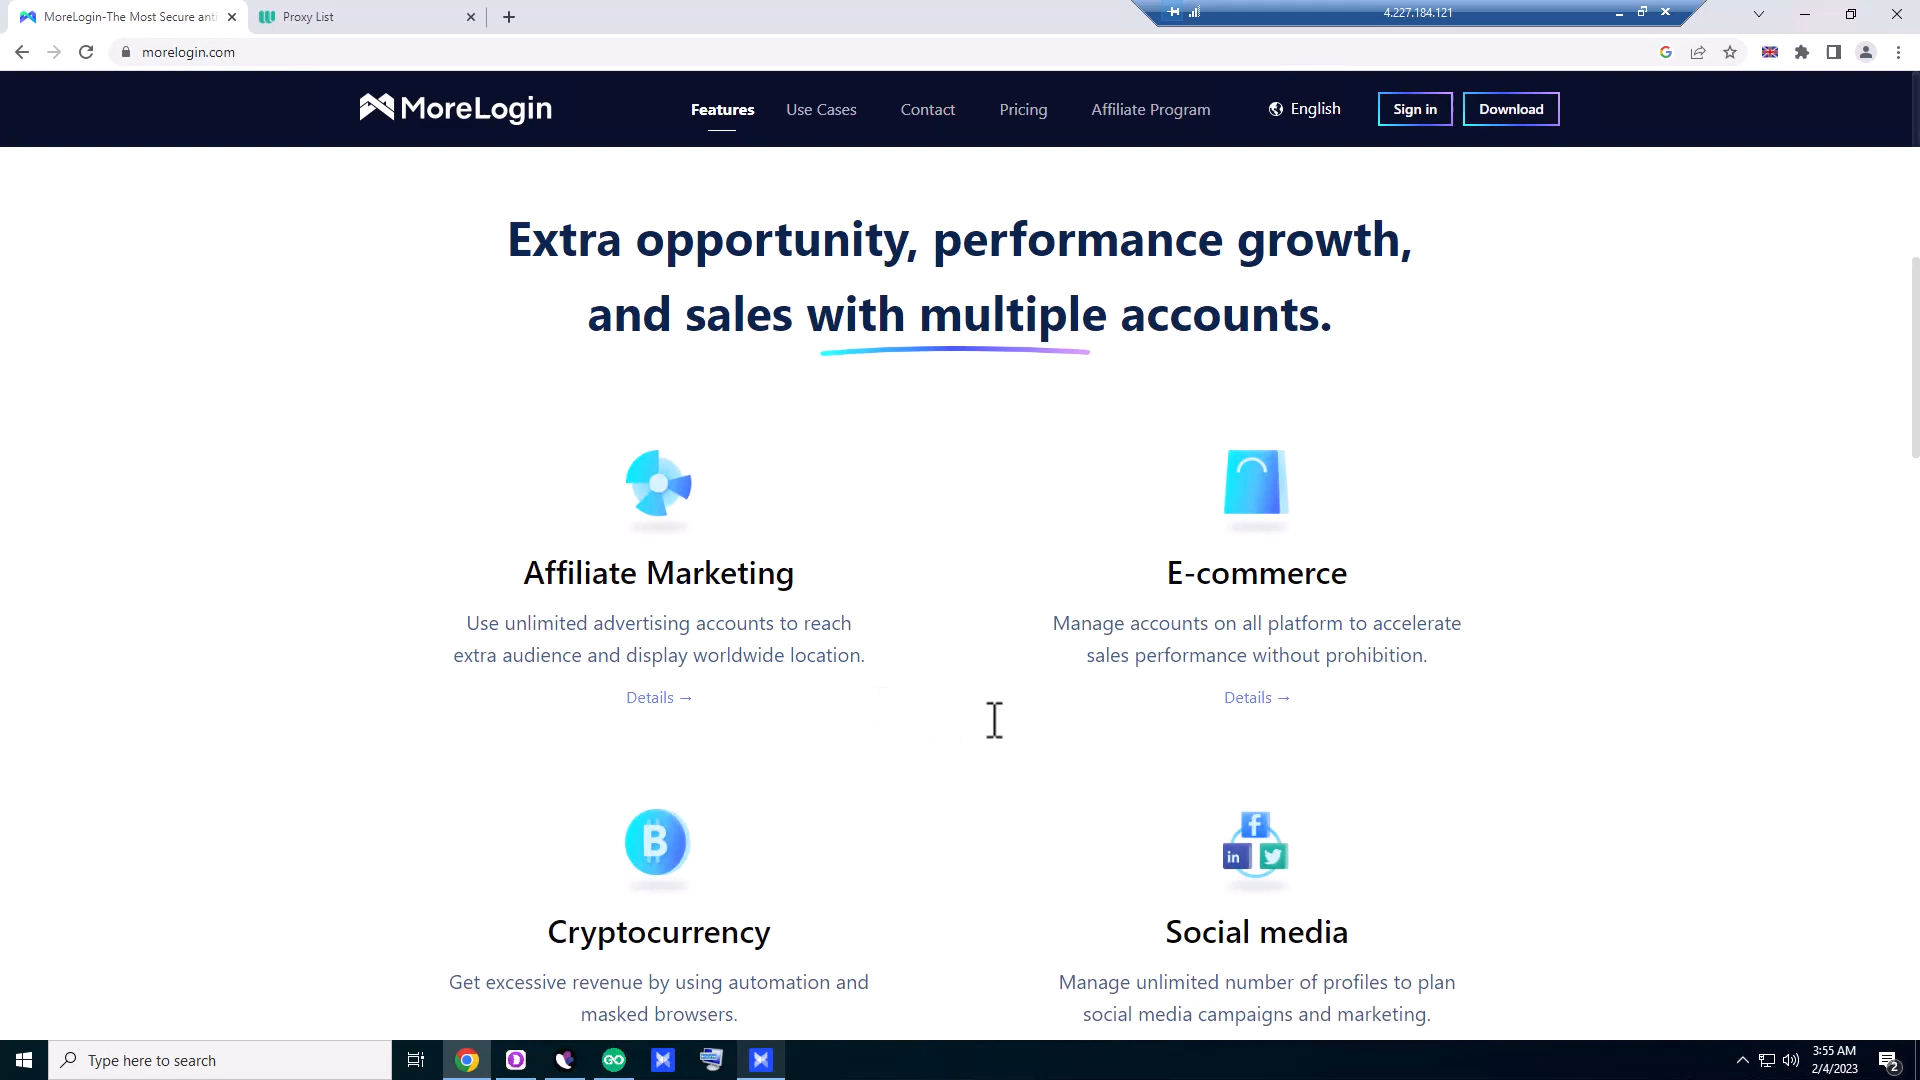 MoreLogin-The Most Secure anti
Proxy List
4.227.184.121
morelogin.com
MoreLogin
Features
Use Cases
Contact
Pricing
Affiliate Program
English
Sign in
Download
Extra opportunity, performance growth,
and sales with multiple accounts.
Affiliate Marketing
Use unlimited advertising accounts to reach
extra audience and display worldwide location.
Details →
E-commerce
Manage accounts on all platform to accelerate
sales performance without prohibition.
Details →
Cryptocurrency
Get excessive revenue by using automation and
masked browsers.
Social media
Manage unlimited number of profiles to plan
social media campaigns and marketing.
Type here to search
3:55 AM
2/4/2023
2